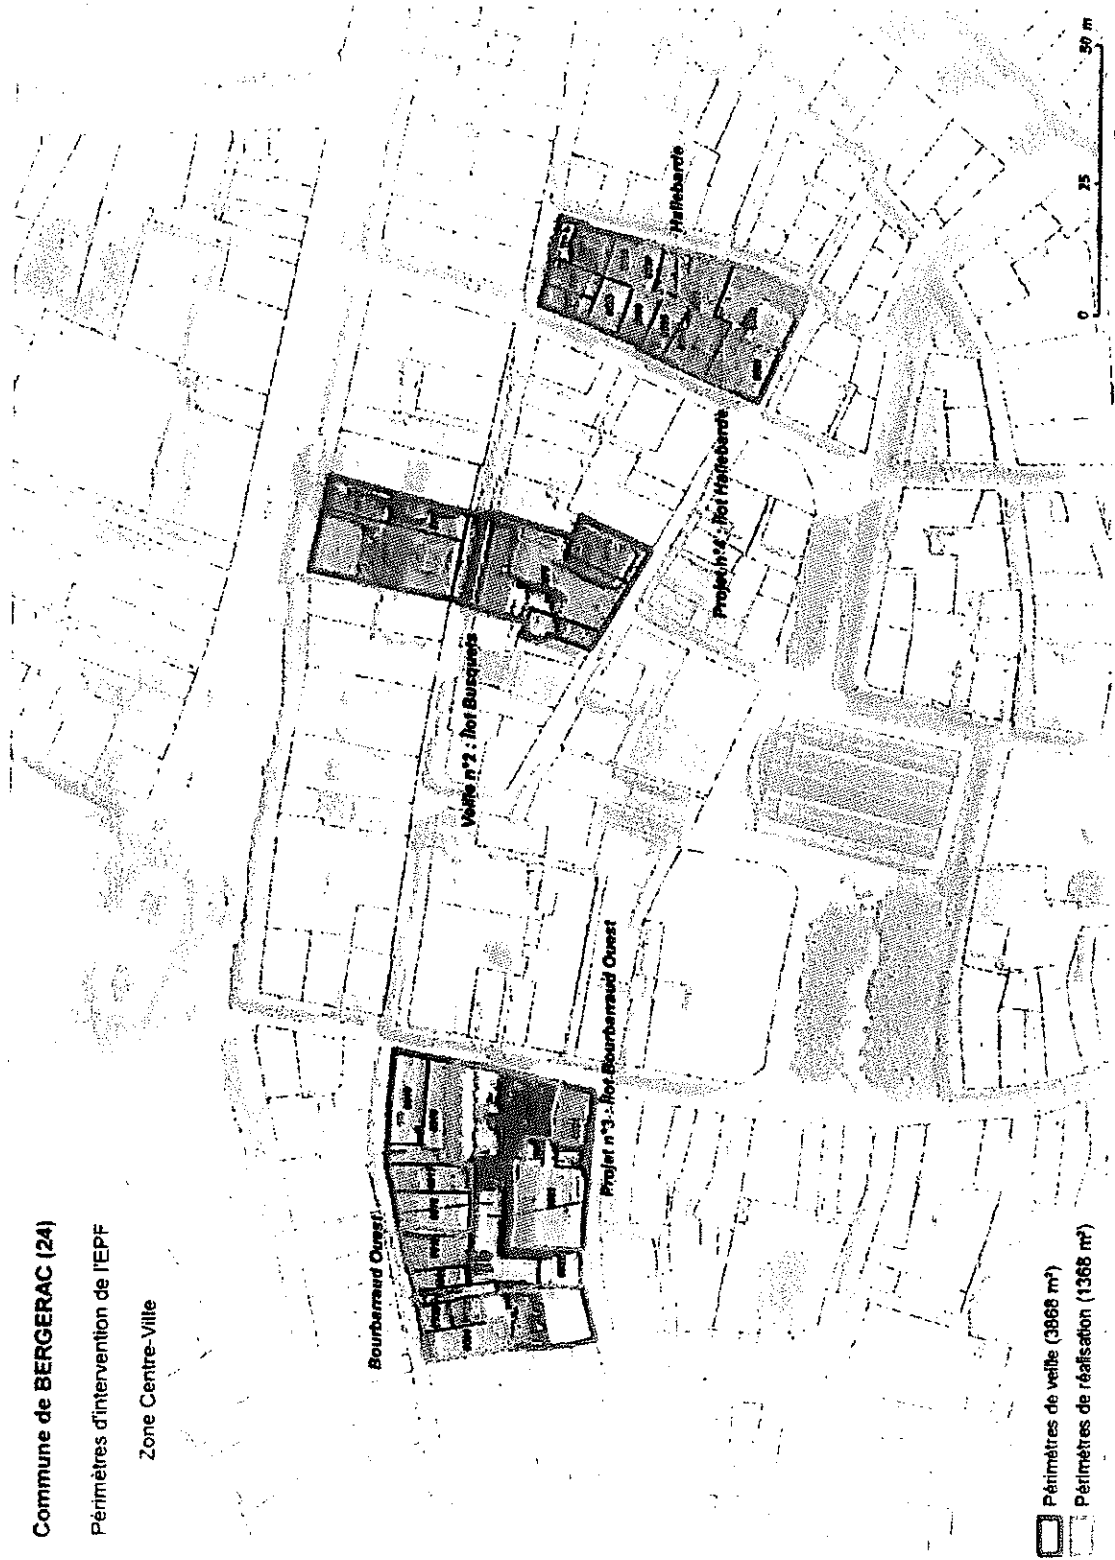 Commune de BERGERAC (24)
Périmètres d'intervention de l'EPF
Zone Centre-Ville
Bourbarraud Ouest
Projet n°3 : îlot Bourbarraud Ouest
Veille n°2 : îlot Busquets
Projet n°4 : îlot Hallebarde
Hallebarde
Périmètres de veille (3868 m²)
Périmètres de réalisation (1368 m²)
0 25 50 m